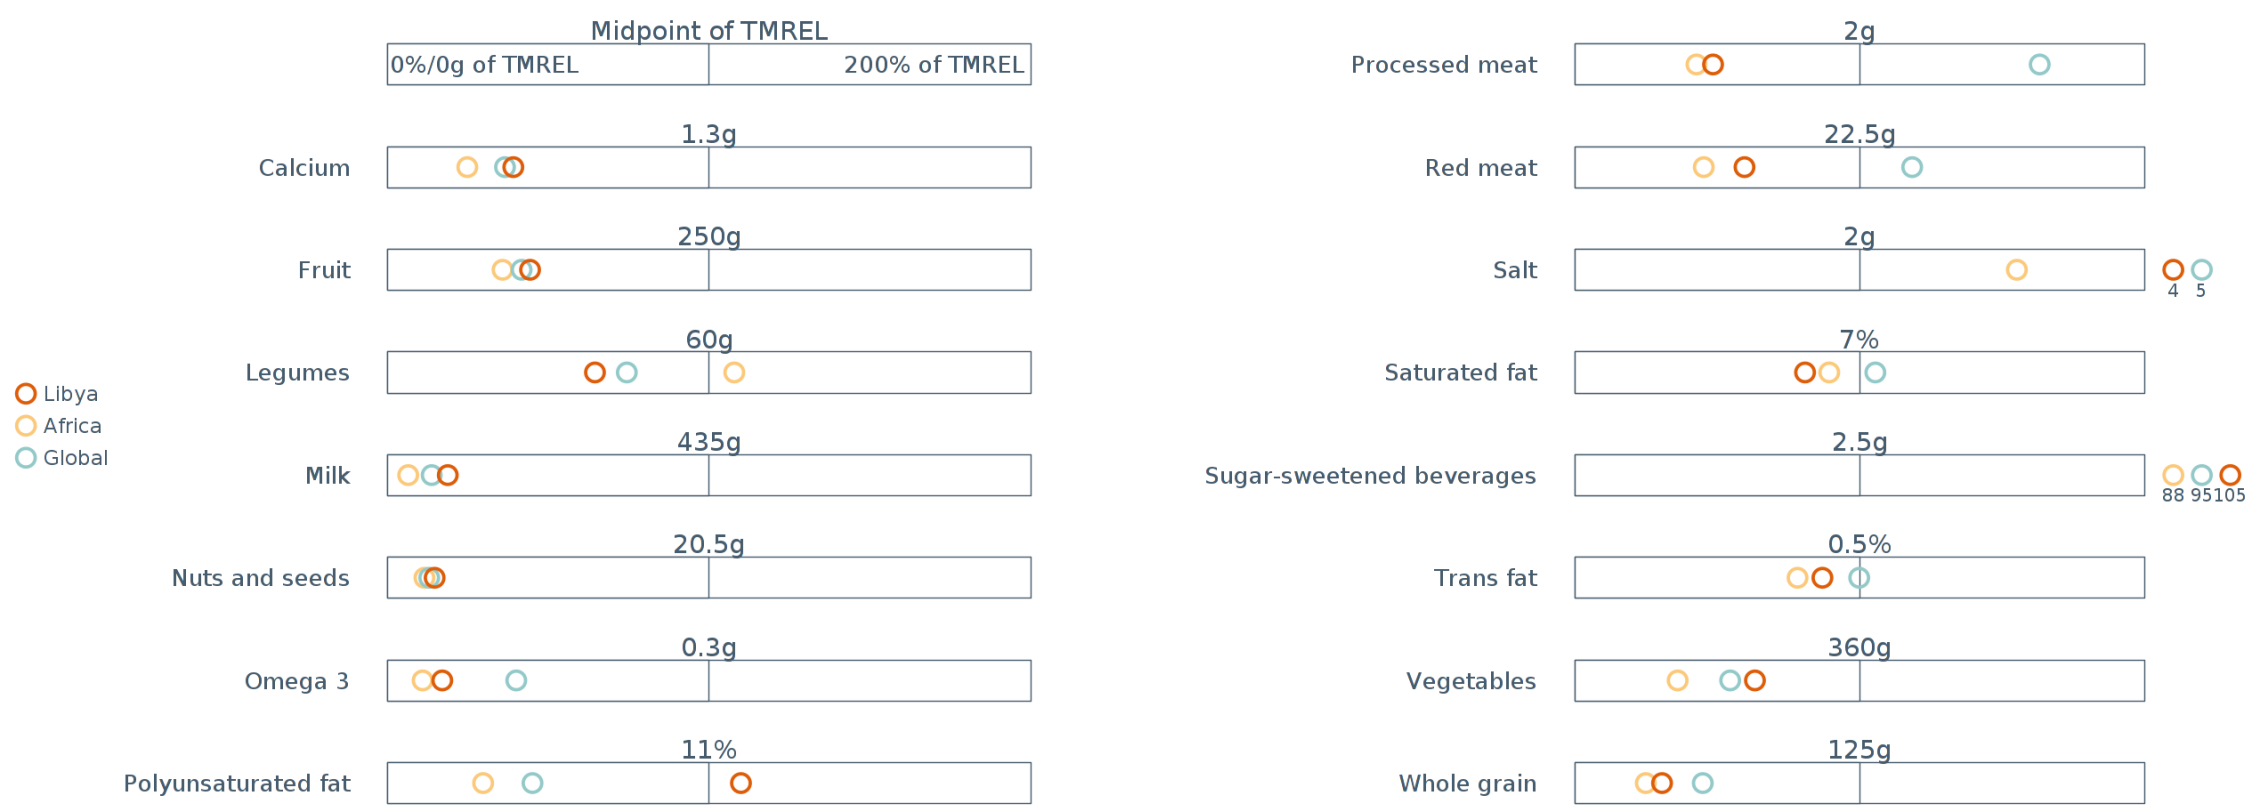 Midpoint of TMREL
0%/0g of TMREL 200% of TMREL
1.3g
Calcium
250g
Fruit
60g
Legumes
435g
Milk
20.5g
Nuts and seeds
0.3g
Omega 3
11%
Polyunsaturated fat
Libya
Africa
Global
2g
Processed meat
22.5g
Red meat
2g
Salt
4 5
7%
Saturated fat
2.5g
Sugar-sweetened beverages
88 95 105
0.5%
Trans fat
360g
Vegetables
125g
Whole grain